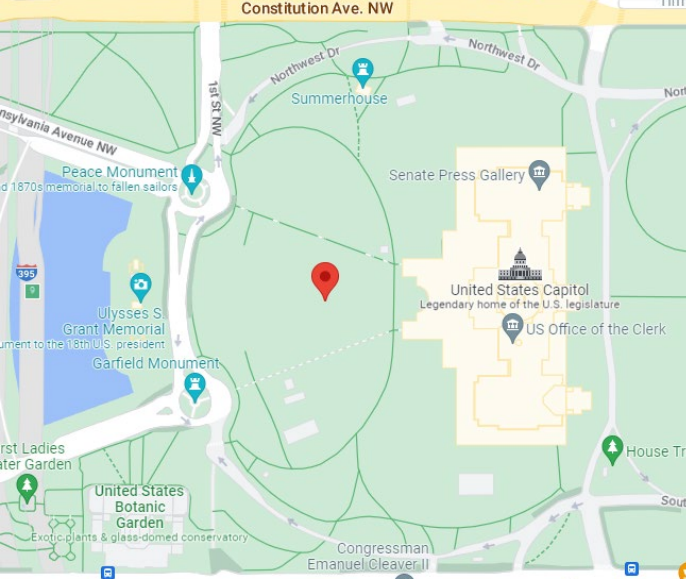 Constitution Ave. NW
Northwest Dr
Northwest Dr
Summerhouse
1st St NW
nsylvania Avenue NW
Peace Monument
d 1870s memorial to fallen sailors
Senate Press Gallery
395
9
United States Capitol
Legendary home of the U.S. legislature
Ulysses S.
Grant Memorial
ument to the 18th U.S. president
US Office of the Clerk
Garfield Monument
rst Ladies
ater Garden
House Tr
United States
Botanic
Garden
Exotic plants & glass-domed conservatory
Sout
Congressman
Emanuel Cleaver II